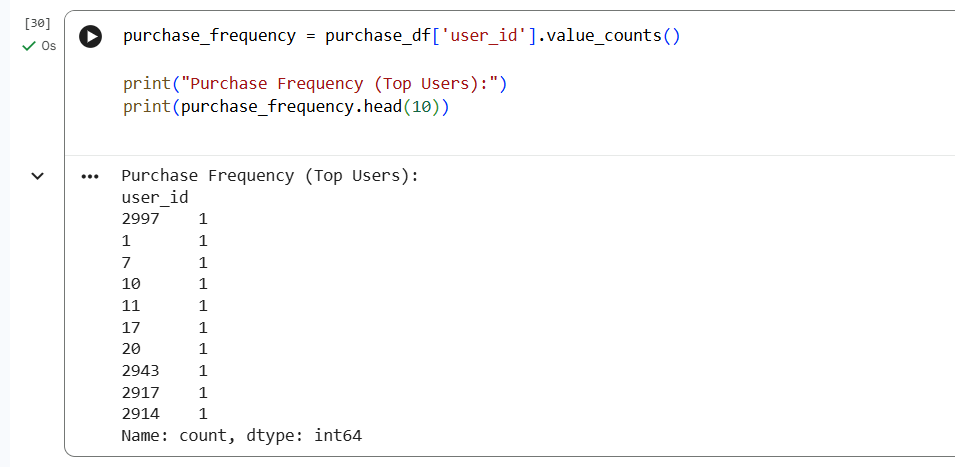 [30]
0s
purchase_frequency = purchase_df['user_id'].value_counts()
print("Purchase Frequency (Top Users):")
print(purchase_frequency.head(10))
Purchase Frequency (Top Users):
user_id
2997    1
1       1
7       1
10      1
11      1
17      1
20      1
2943    1
2917    1
2914    1
Name: count, dtype: int64